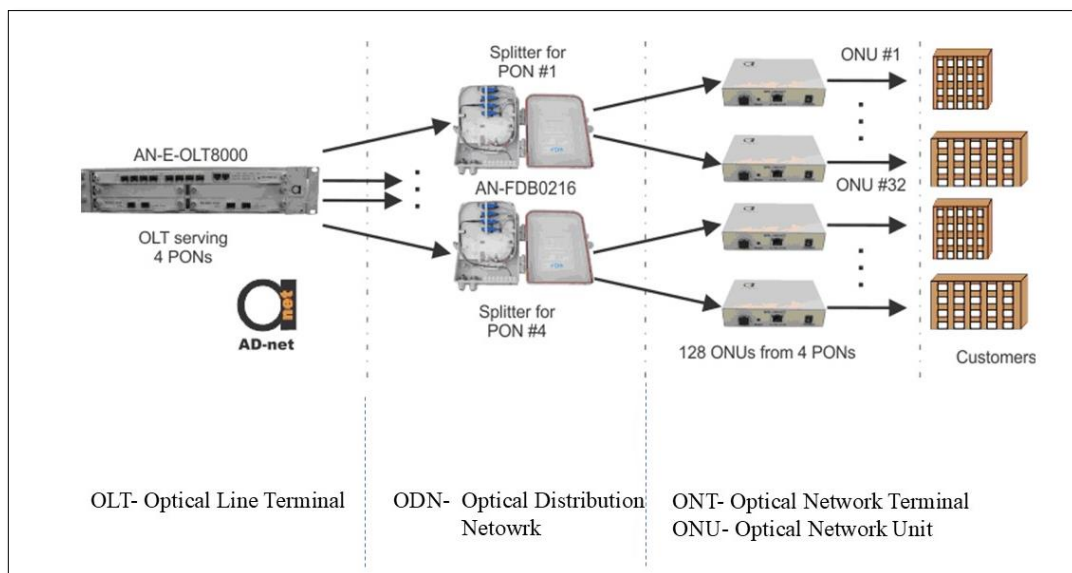 Splitter for
PON #1
ONU #1
AN-E-OLT8000
AN-FDB0216
ONU #32
OLT serving
4 PONs
a
net
AD-net
Splitter for
PON #4
128 ONUs from 4 PONs
Customers
OLT- Optical Line Terminal
ODN- Optical Distribution
Netowrk
ONT- Optical Network Terminal
ONU- Optical Network Unit